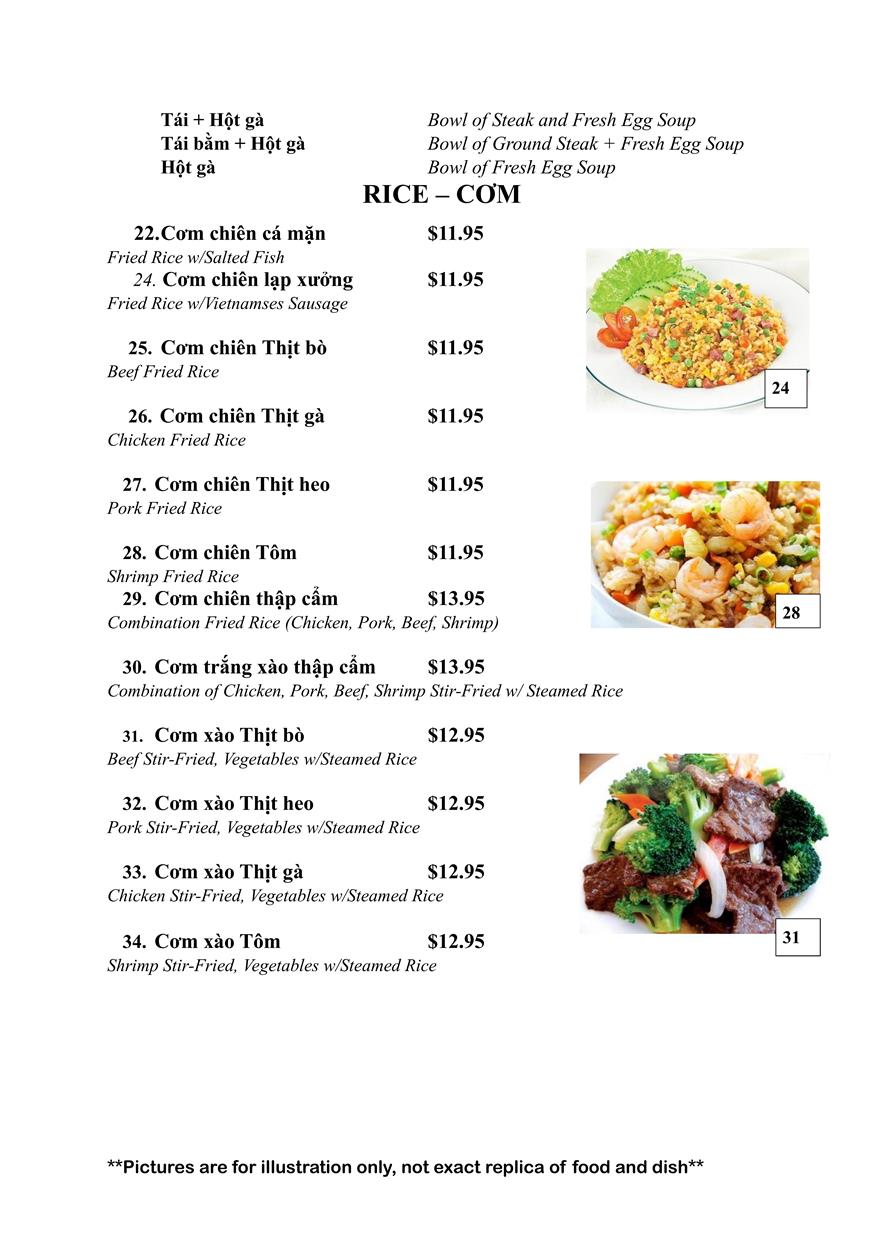 Tái + Hột gà Bowl of Steak and Fresh Egg Soup
Tái bằm + Hột gà Bowl of Ground Steak + Fresh Egg Soup
Hột gà Bowl of Fresh Egg Soup
RICE – CƠM
22.Cơm chiên cá mặn $11.95
Fried Rice w/Salted Fish
24. Cơm chiên lạp xưởng $11.95
Fried Rice w/Vietnamses Sausage
25. Cơm chiên Thịt bò $11.95
Beef Fried Rice
24
26. Cơm chiên Thịt gà $11.95
Chicken Fried Rice
27. Cơm chiên Thịt heo $11.95
Pork Fried Rice
28. Cơm chiên Tôm $11.95
Shrimp Fried Rice
29. Cơm chiên thập cẩm $13.95
28
Combination Fried Rice (Chicken, Pork, Beef, Shrimp)
30. Cơm trắng xào thập cẩm $13.95
Combination of Chicken, Pork, Beef, Shrimp Stir-Fried w/ Steamed Rice
31. Cơm xào Thịt bò $12.95
Beef Stir-Fried, Vegetables w/Steamed Rice
32. Cơm xào Thịt heo $12.95
Pork Stir-Fried, Vegetables w/Steamed Rice
33. Cơm xào Thịt gà $12.95
Chicken Stir-Fried, Vegetables w/Steamed Rice
31
34. Cơm xào Tôm $12.95
Shrimp Stir-Fried, Vegetables w/Steamed Rice
**Pictures are for illustration only, not exact replica of food and dish**